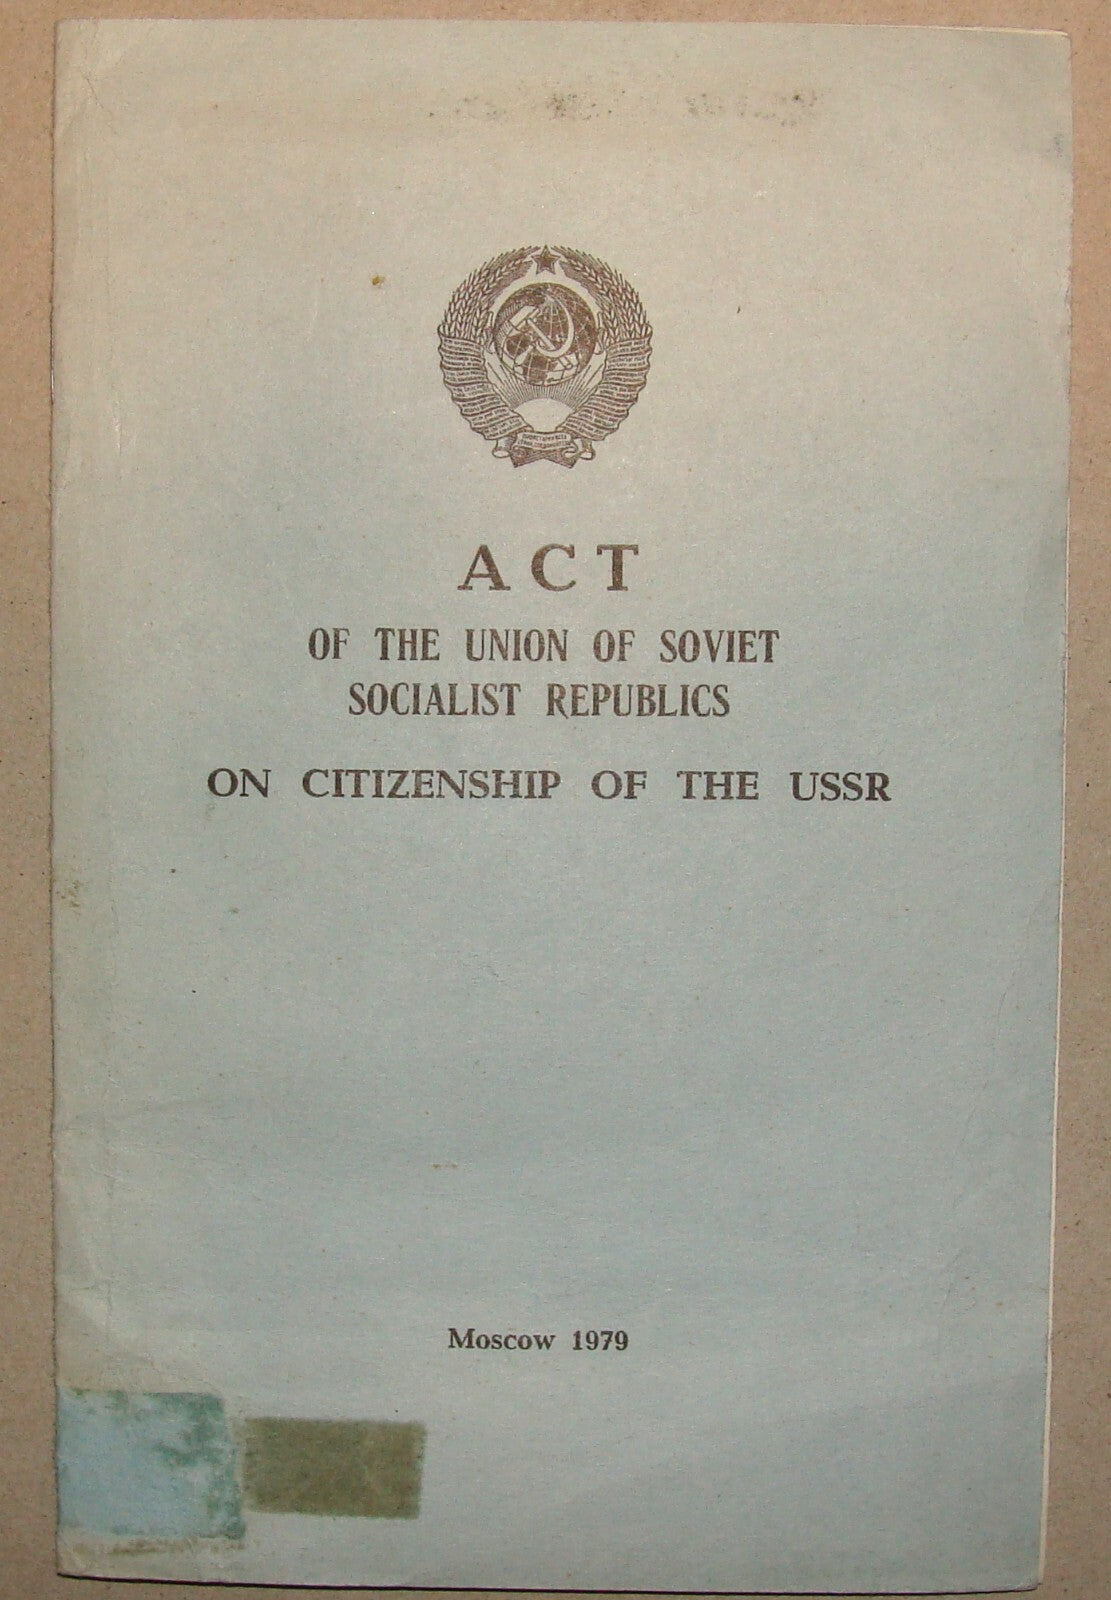 ACT
OF THE UNION OF SOVIET
SOCIALIST REPUBLICS
ON CITIZENSHIP OF THE USSR
Moscow 1979